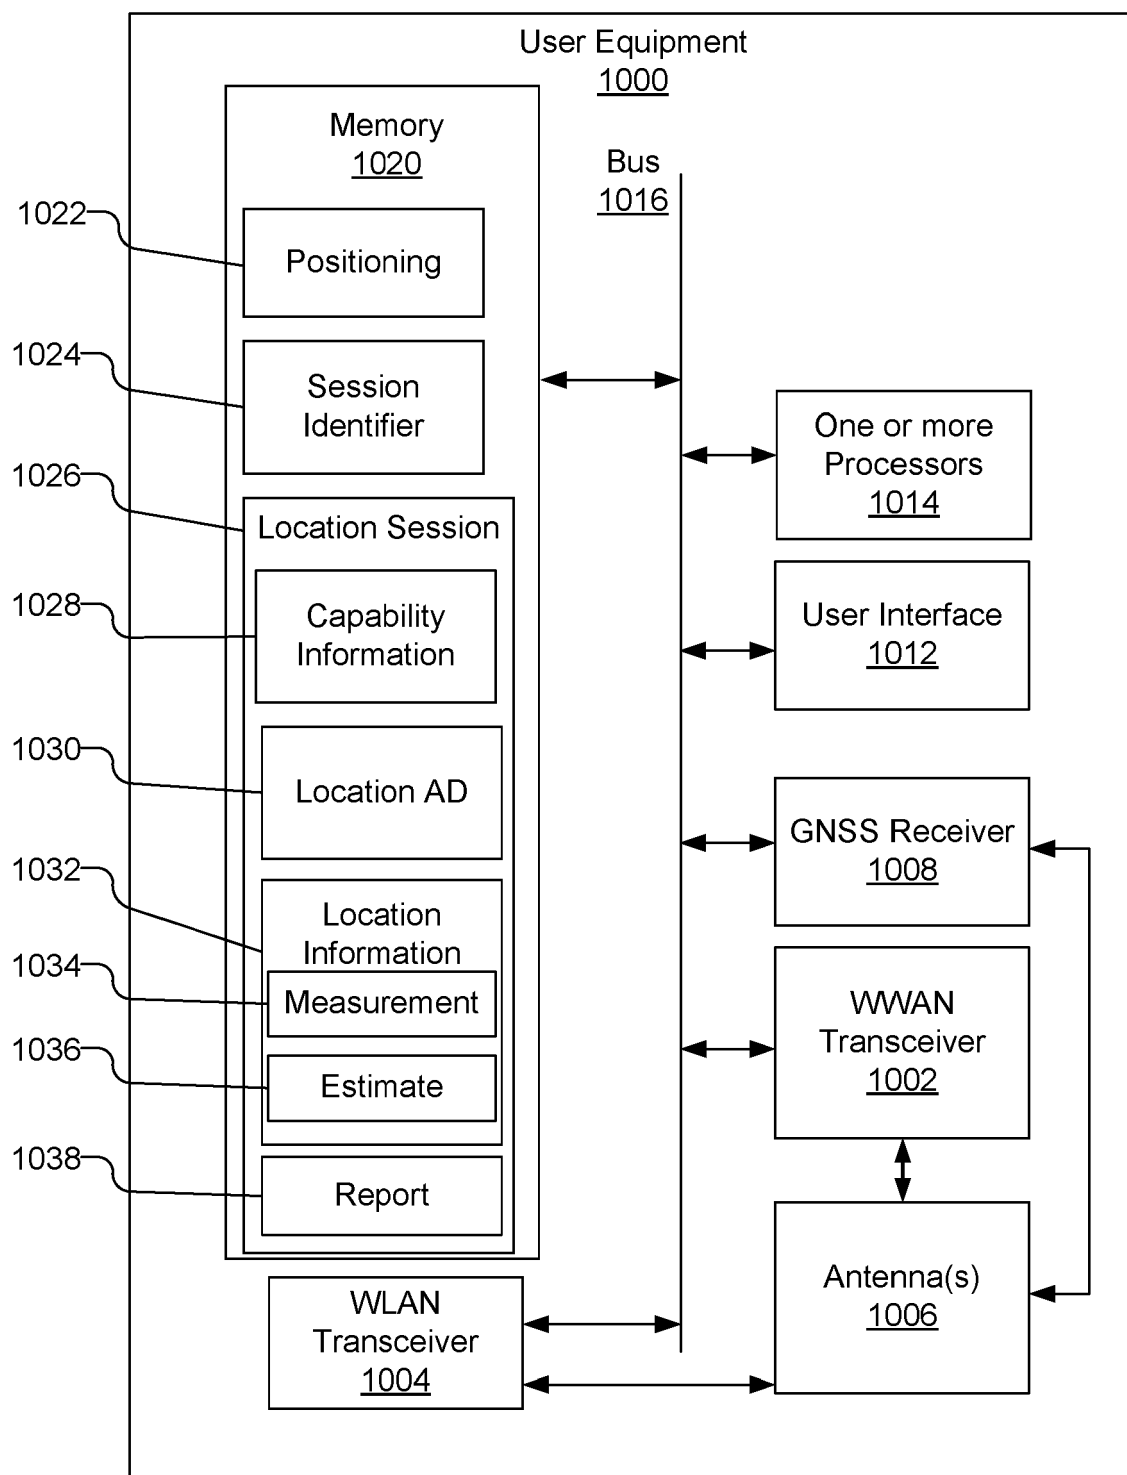 User Equipment
1000
Memory
1020
Bus
1016
1022
Positioning
1024
Session
Identifier
1026
Location Session
1028
Capability
Information
1030
Location AD
1032
Location
Information
1034
Measurement
1036
Estimate
1038
Report
One or more
Processors
1014
User Interface
1012
GNSS Receiver
1008
WWAN
Transceiver
1002
Antenna(s)
1006
WLAN
Transceiver
1004